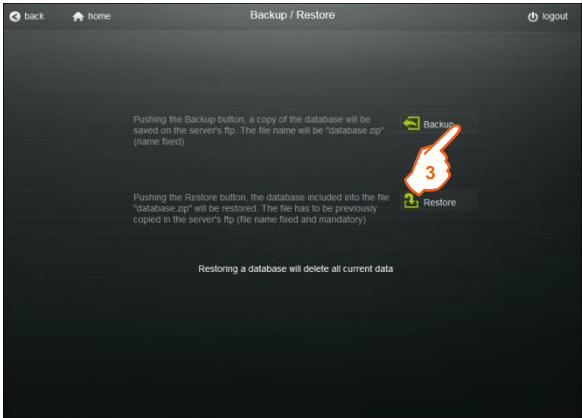 back home Backup / Restore logout
Pushing the Backup button, a copy of the database will be
saved on the server's ftp. The file name will be "database.zip"
(name fixed)
Backup
3
Pushing the Restore button, the database included into the file
"database.zip" will be restored. The file has to be previously
copied in the server's ftp (file name fixed and mandatory)
Restore
Restoring a database will delete all current data